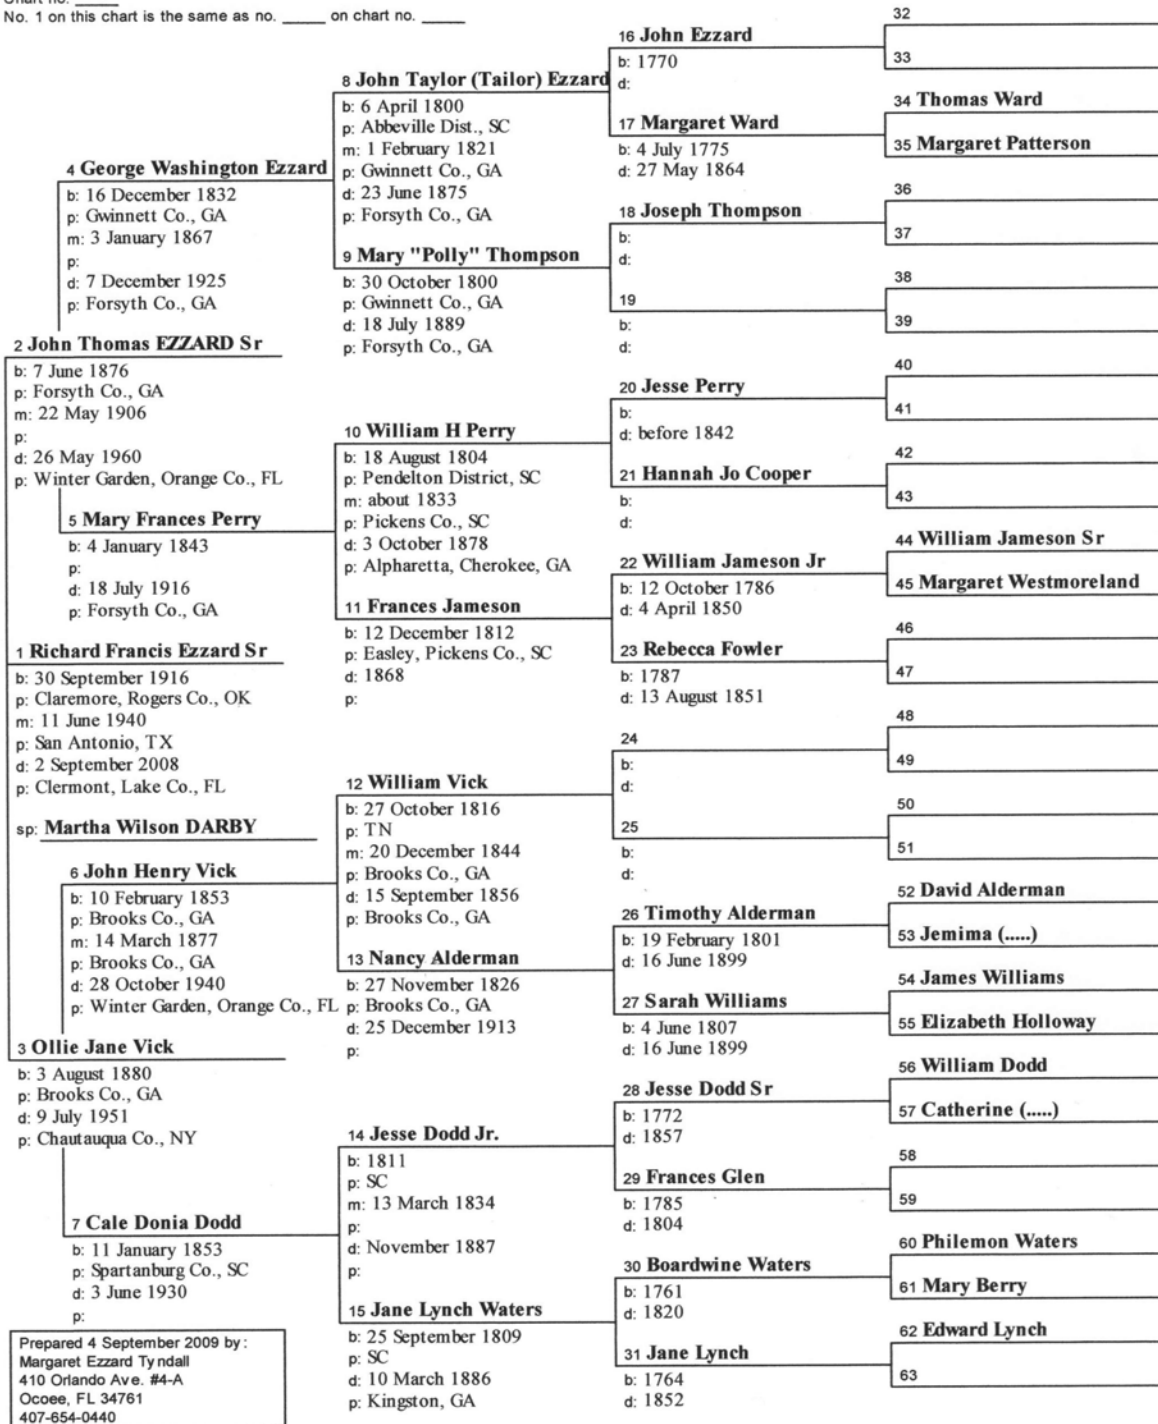 Chart no. _____
No. 1 on this chart is the same as no. _____ on chart no. _____
2 John Thomas EZZARD Sr
b: 7 June 1876
p: Forsyth Co., GA
m: 22 May 1906
p:
d: 26 May 1960
p: Winter Garden, Orange Co., FL
1 Richard Francis Ezzard Sr
b: 30 September 1916
p: Claremore, Rogers Co., OK
m: 11 June 1940
p: San Antonio, TX
d: 2 September 2008
p: Clermont, Lake Co., FL
sp: Martha Wilson DARBY
3 Ollie Jane Vick
b: 3 August 1880
p: Brooks Co., GA
d: 9 July 1951
p: Chautauqua Co., NY
4 George Washington Ezzard
b: 16 December 1832
p: Gwinnett Co., GA
m: 3 January 1867
p:
d: 7 December 1925
p: Forsyth Co., GA
5 Mary Frances Perry
b: 4 January 1843
p:
d: 18 July 1916
p: Forsyth Co., GA
6 John Henry Vick
b: 10 February 1853
p: Brooks Co., GA
m: 14 March 1877
p: Brooks Co., GA
d: 28 October 1940
p: Winter Garden, Orange Co., FL
7 Cale Donia Dodd
b: 11 January 1853
p: Spartanburg Co., SC
d: 3 June 1930
p:
8 John Taylor (Tailor) Ezzard
b: 6 April 1800
p: Abbeville Dist., SC
m: 1 February 1821
p: Gwinnett Co., GA
d: 23 June 1875
p: Forsyth Co., GA
9 Mary "Polly" Thompson
b: 30 October 1800
p: Gwinnett Co., GA
d: 18 July 1889
p: Forsyth Co., GA
10 William H Perry
b: 18 August 1804
p: Pendelton District, SC
m: about 1833
p: Pickens Co., SC
d: 3 October 1878
p: Alpharetta, Cherokee, GA
11 Frances Jameson
b: 12 December 1812
p: Easley, Pickens Co., SC
d: 1868
p:
12 William Vick
b: 27 October 1816
p: TN
m: 20 December 1844
p: Brooks Co., GA
d: 15 September 1856
p: Brooks Co., GA
13 Nancy Alderman
b: 27 November 1826
p: Brooks Co., GA
d: 25 December 1913
p:
14 Jesse Dodd Jr.
b: 1811
p: SC
m: 13 March 1834
p:
d: November 1887
p:
15 Jane Lynch Waters
b: 25 September 1809
p: SC
d: 10 March 1886
p: Kingston, GA
16 John Ezzard
b: 1770
d:
17 Margaret Ward
b: 4 July 1775
d: 27 May 1864
18 Joseph Thompson
b:
d:
19
b:
d:
20 Jesse Perry
b:
d: before 1842
21 Hannah Jo Cooper
b:
d:
22 William Jameson Jr
b: 12 October 1786
d: 4 April 1850
23 Rebecca Fowler
b: 1787
d: 13 August 1851
24
b:
d:
25
b:
d:
26 Timothy Alderman
b: 19 February 1801
d: 16 June 1899
27 Sarah Williams
b: 4 June 1807
d: 16 June 1899
28 Jesse Dodd Sr
b: 1772
d: 1857
29 Frances Glen
b: 1785
d: 1804
30 Boardwine Waters
b: 1761
d: 1820
31 Jane Lynch
b: 1764
d: 1852
32
33
34 Thomas Ward
35 Margaret Patterson
36
37
38
39
40
41
42
43
44 William Jameson Sr
45 Margaret Westmoreland
46
47
48
49
50
51
52 David Alderman
53 Jemima (.....)
54 James Williams
55 Elizabeth Holloway
56 William Dodd
57 Catherine (.....)
58
59
60 Philemon Waters
61 Mary Berry
62 Edward Lynch
63
Prepared 4 September 2009 by:
Margaret Ezzard Tyndall
410 Orlando Ave. #4-A
Ocoee, FL 34761
407-654-0440